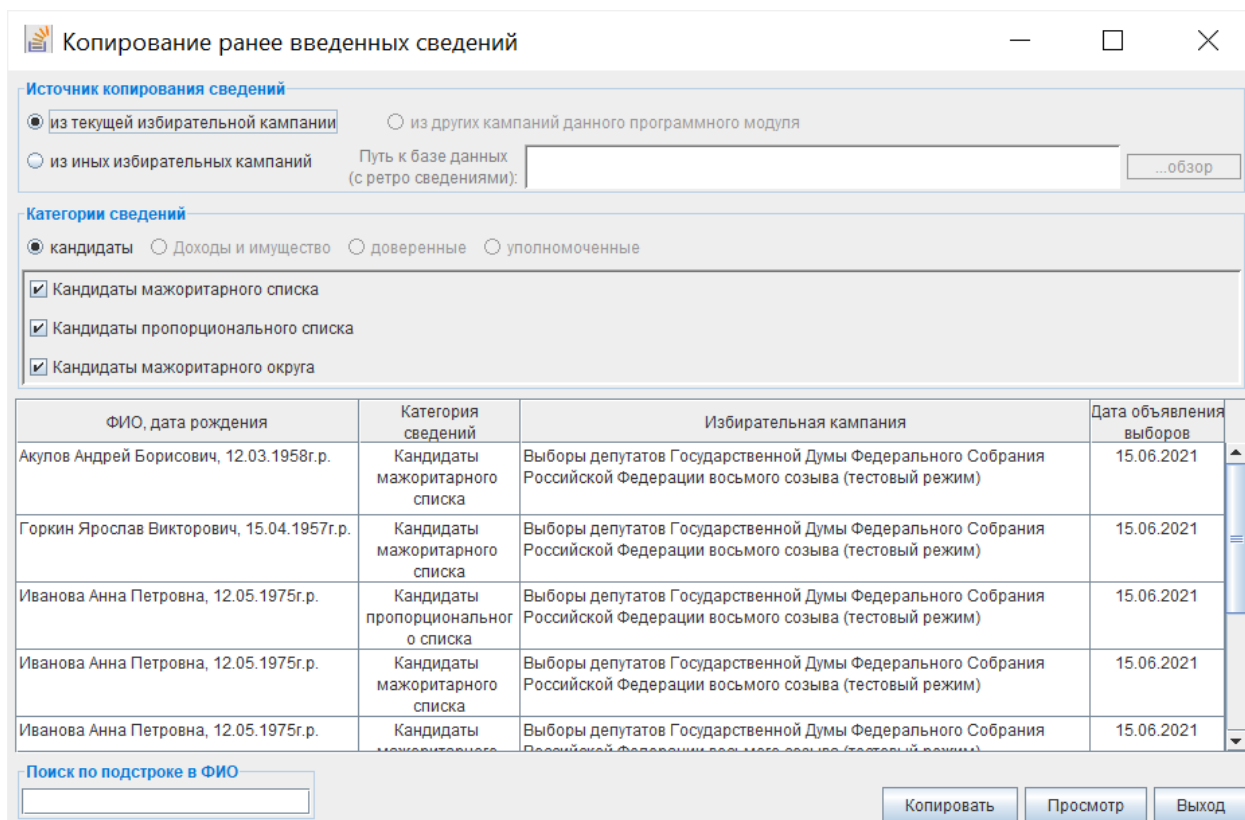 Копирование ранее введенных сведений
Источник копирования сведений
из текущей избирательной кампании
из других кампаний данного программного модуля
из иных избирательных кампаний
Путь к базе данных
(с ретро сведениями):
...обзор
Категории сведений
кандидаты
Доходы и имущество
доверенные
уполномоченные
Кандидаты мажоритарного списка
Кандидаты пропорционального списка
Кандидаты мажоритарного округа
ФИО, дата рождения
Категория
сведений
Избирательная кампания
Дата объявления
выборов
Акулов Андрей Борисович, 12.03.1958г.р.
Кандидаты
мажоритарного
списка
Выборы депутатов Государственной Думы Федерального Собрания
Российской Федерации восьмого созыва (тестовый режим)
15.06.2021
Горкин Ярослав Викторович, 15.04.1957г.р.
Кандидаты
мажоритарного
списка
Выборы депутатов Государственной Думы Федерального Собрания
Российской Федерации восьмого созыва (тестовый режим)
15.06.2021
Иванова Анна Петровна, 12.05.1975г.р.
Кандидаты
пропорциональног
о списка
Выборы депутатов Государственной Думы Федерального Собрания
Российской Федерации восьмого созыва (тестовый режим)
15.06.2021
Иванова Анна Петровна, 12.05.1975г.р.
Кандидаты
мажоритарного
списка
Выборы депутатов Государственной Думы Федерального Собрания
Российской Федерации восьмого созыва (тестовый режим)
15.06.2021
Иванова Анна Петровна, 12.05.1975г.р.
Кандидаты
мажоритарного
Выборы депутатов Государственной Думы Федерального Собрания
Российской Федерации восьмого созыва (тестовый режим)
15.06.2021
Поиск по подстроке в ФИО
Копировать
Просмотр
Выход